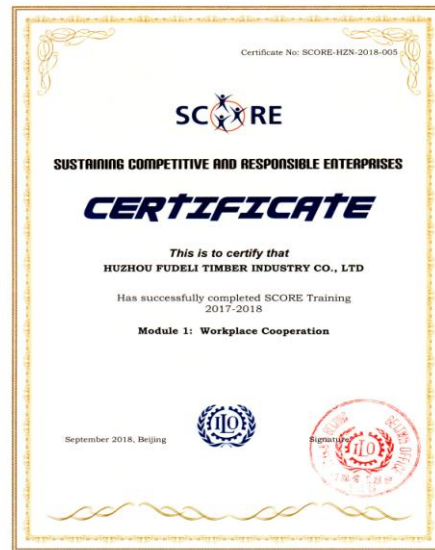 Certificate No: SCORE-HZN-2018-005
SCORE
SUSTAINING COMPETITIVE AND RESPONSIBLE ENTERPRISES
CERTIFICATE
This is to certify that
HUZHOU FUDELI TIMBER INDUSTRY CO., LTD
Has successfully completed SCORE Training
2017-2018
Module 1: Workplace Cooperation
ILO
September 2018, Beijing
Signature
ILO